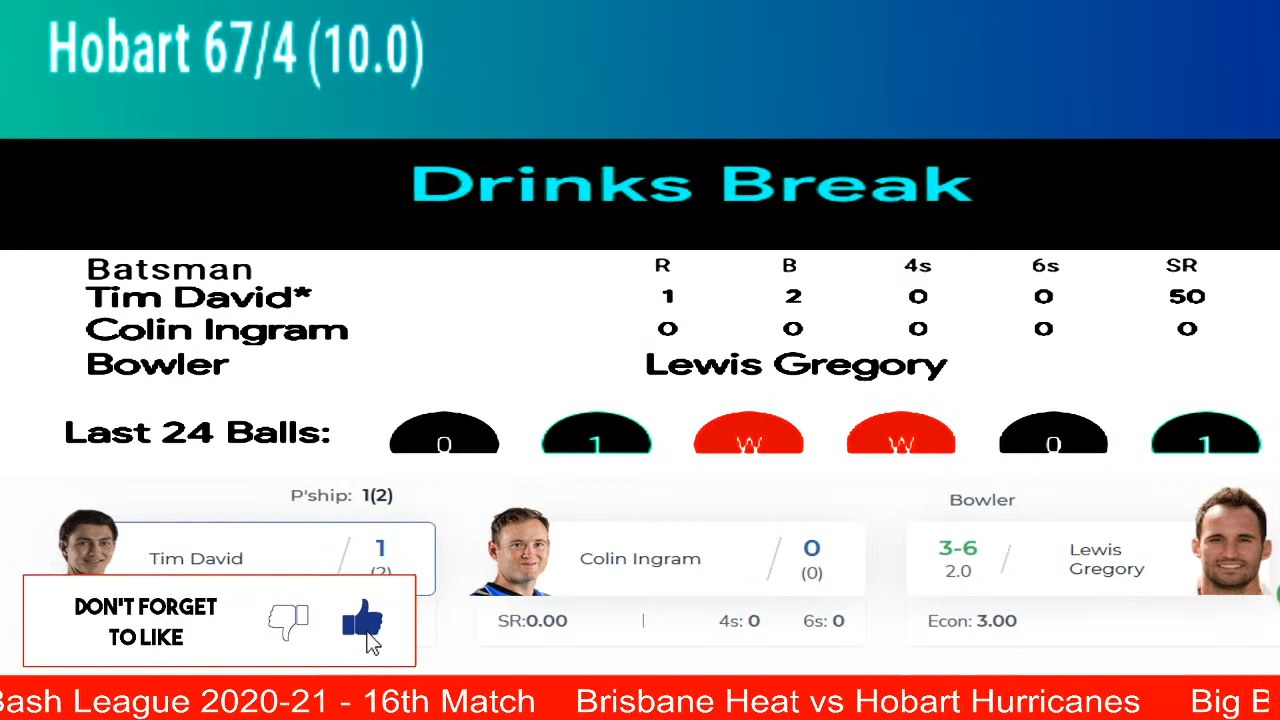 Hobart 67/4 (10.0)
Drinks Break
Batsman R B 4s 6s SR
Tim David* 1 2 0 0 50
Colin Ingram 0 0 0 0 0
Bowler Lewis Gregory
Last 24 Balls: 0 1 W W 0 1
P'ship: 1(2)
Bowler
Tim David / 1
(2)
Colin Ingram / 0
(0)
3-6
2.0 / Lewis
Gregory
DON'T FORGET
TO LIKE
SR:0.00 | 4s: 0 6s: 0
Econ: 3.00
Bash League 2020-21 - 16th Match Brisbane Heat vs Hobart Hurricanes Big B